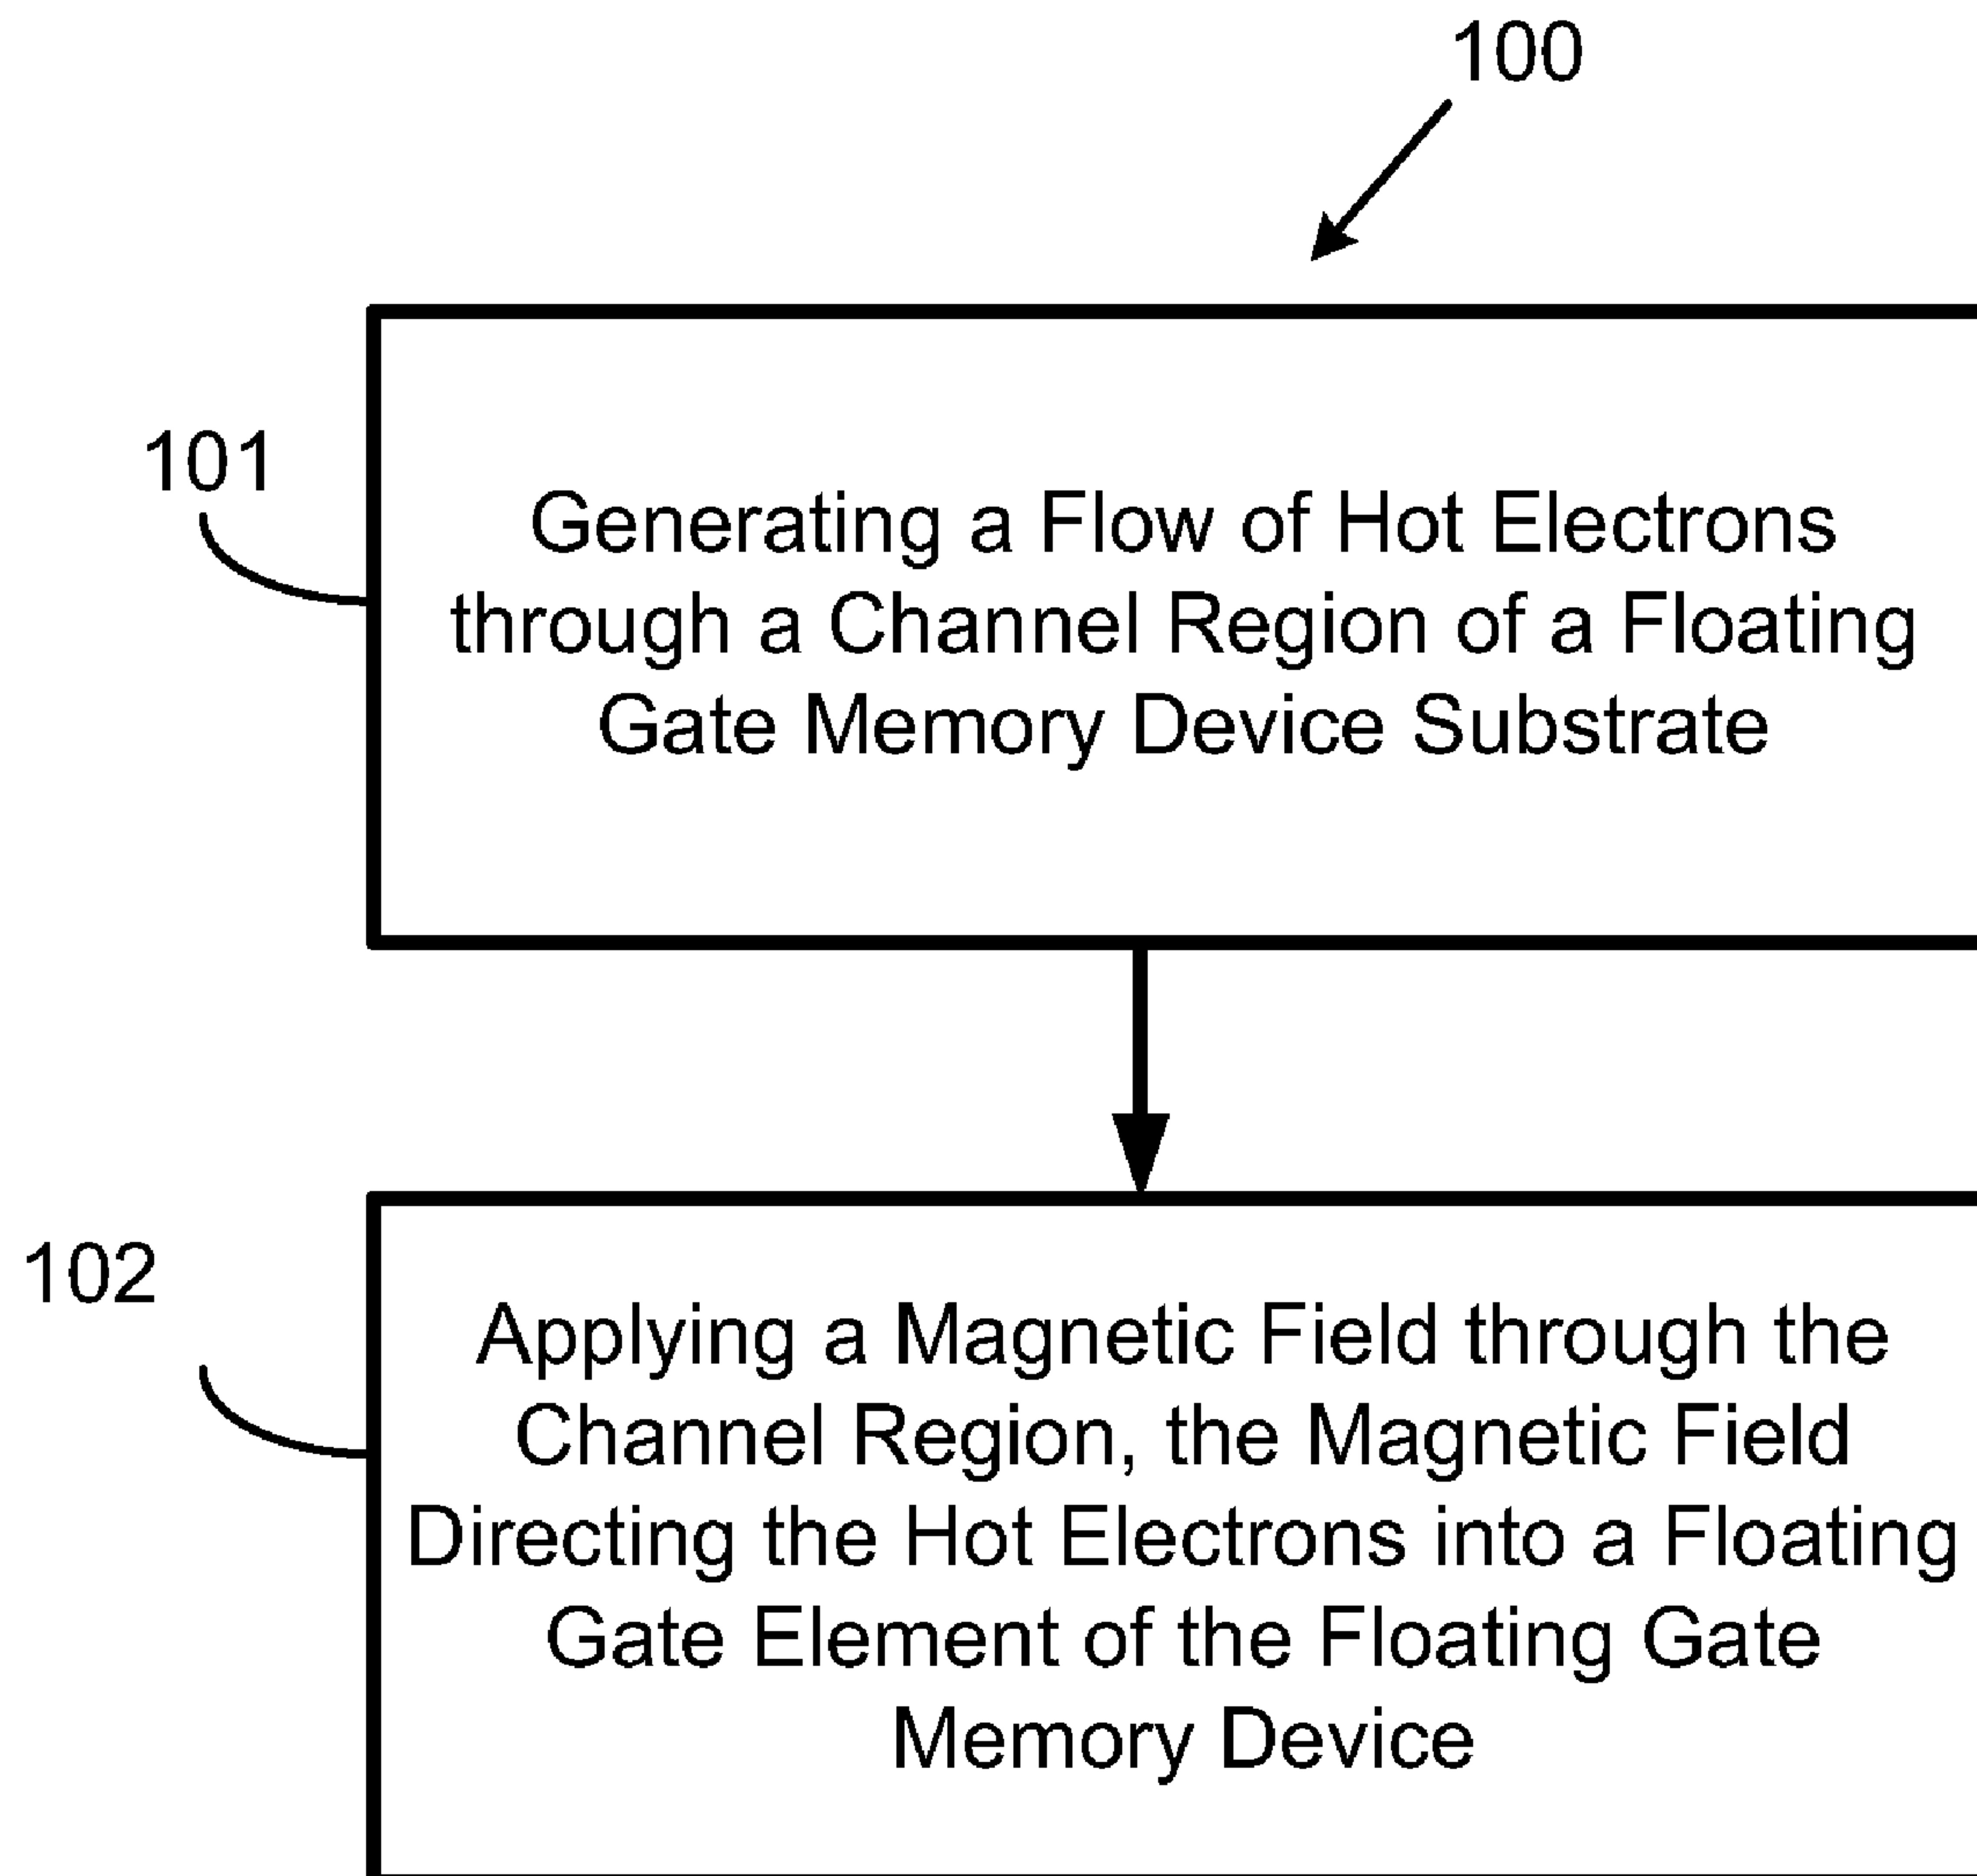 100
101
Generating a Flow of Hot Electrons
through a Channel Region of a Floating
Gate Memory Device Substrate
102
Applying a Magnetic Field through the
Channel Region, the Magnetic Field
Directing the Hot Electrons into a Floating
Gate Element of the Floating Gate
Memory Device